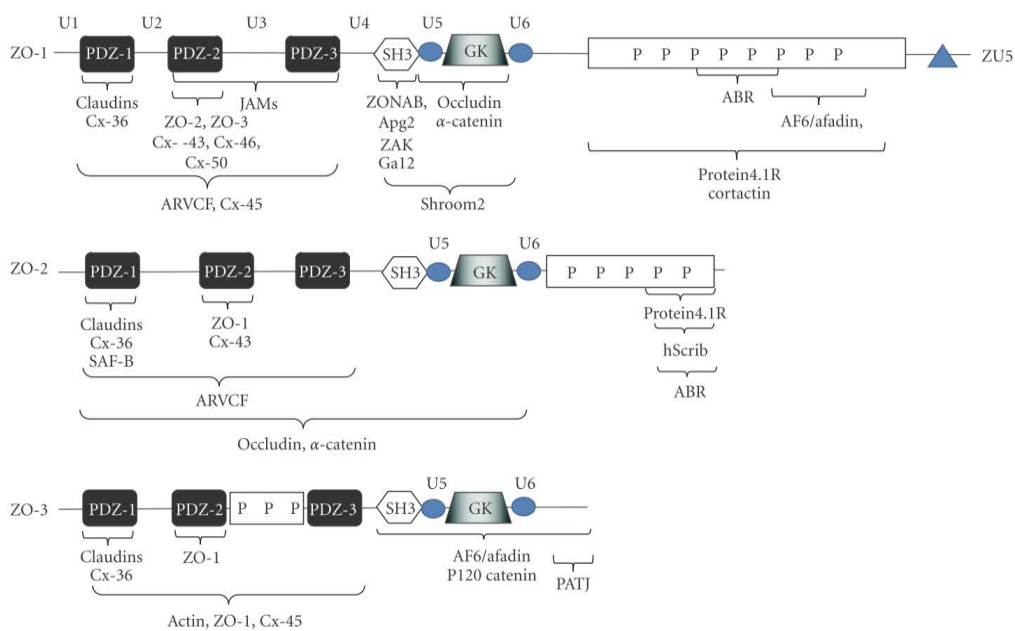 U1 U2 U3 U4 U5 U6
ZO-1 PDZ-1 PDZ-2 PDZ-3 SH3 GK P P P P P P P P ZU5
Claudins
Cx-36
JAMs
ZO-2, ZO-3
Cx- -43, Cx-46,
Cx-50
ARVCF, Cx-45
ZONAB,
Apg2
ZAK
Ga12
Occludin
α-catenin
Shroom2
ABR
AF6/afadin,
Protein4.1R
cortactin
U5 U6
ZO-2 PDZ-1 PDZ-2 PDZ-3 SH3 GK P P P P P
Claudins
Cx-36
SAF-B
ZO-1
Cx-43
ARVCF
Occludin, α-catenin
Protein4.1R
hScrib
ABR
U5 U6
ZO-3 PDZ-1 PDZ-2 P P P PDZ-3 SH3 GK
Claudins
Cx-36
ZO-1
Actin, ZO-1, Cx-45
AF6/afadin
P120 catenin
PATJ